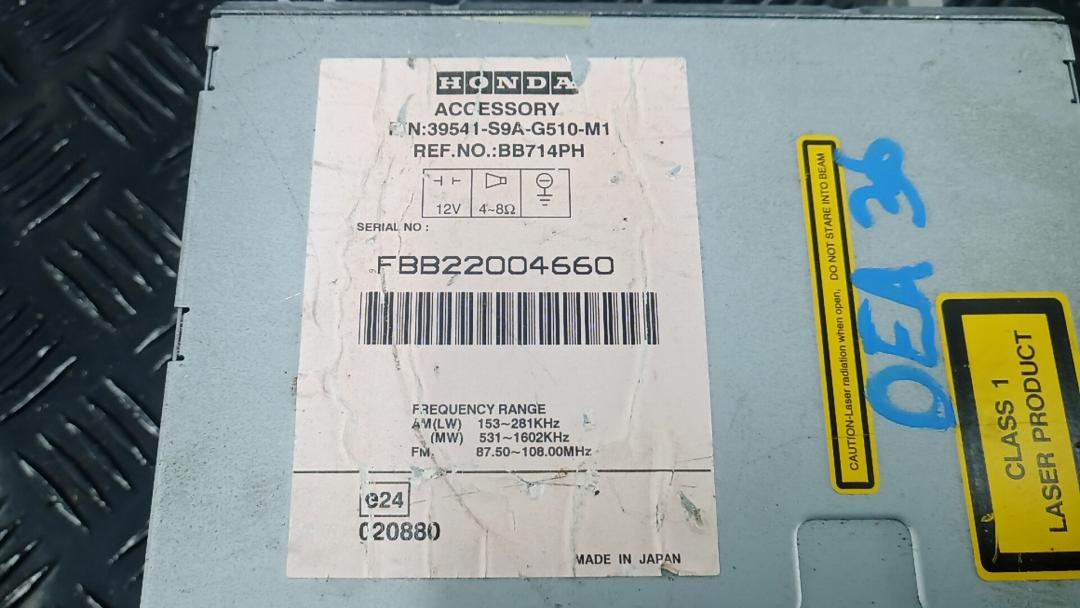 HONDA
ACCESSORY
P/N:39541-S9A-G510-M1
REF.NO.:BB714PH
12V 4~8Ω
SERIAL NO :
FBB22004660
FREQUENCY RANGE
AM(LW) 153~281KHz
(MW) 531~1602KHz
FM 87.50~108.00MHz
e24
020880
MADE IN JAPAN
CAUTION-Laser radiation when open, DO NOT STARE INTO BEAM
OEA 36
CLASS 1
LASER PRODUCT